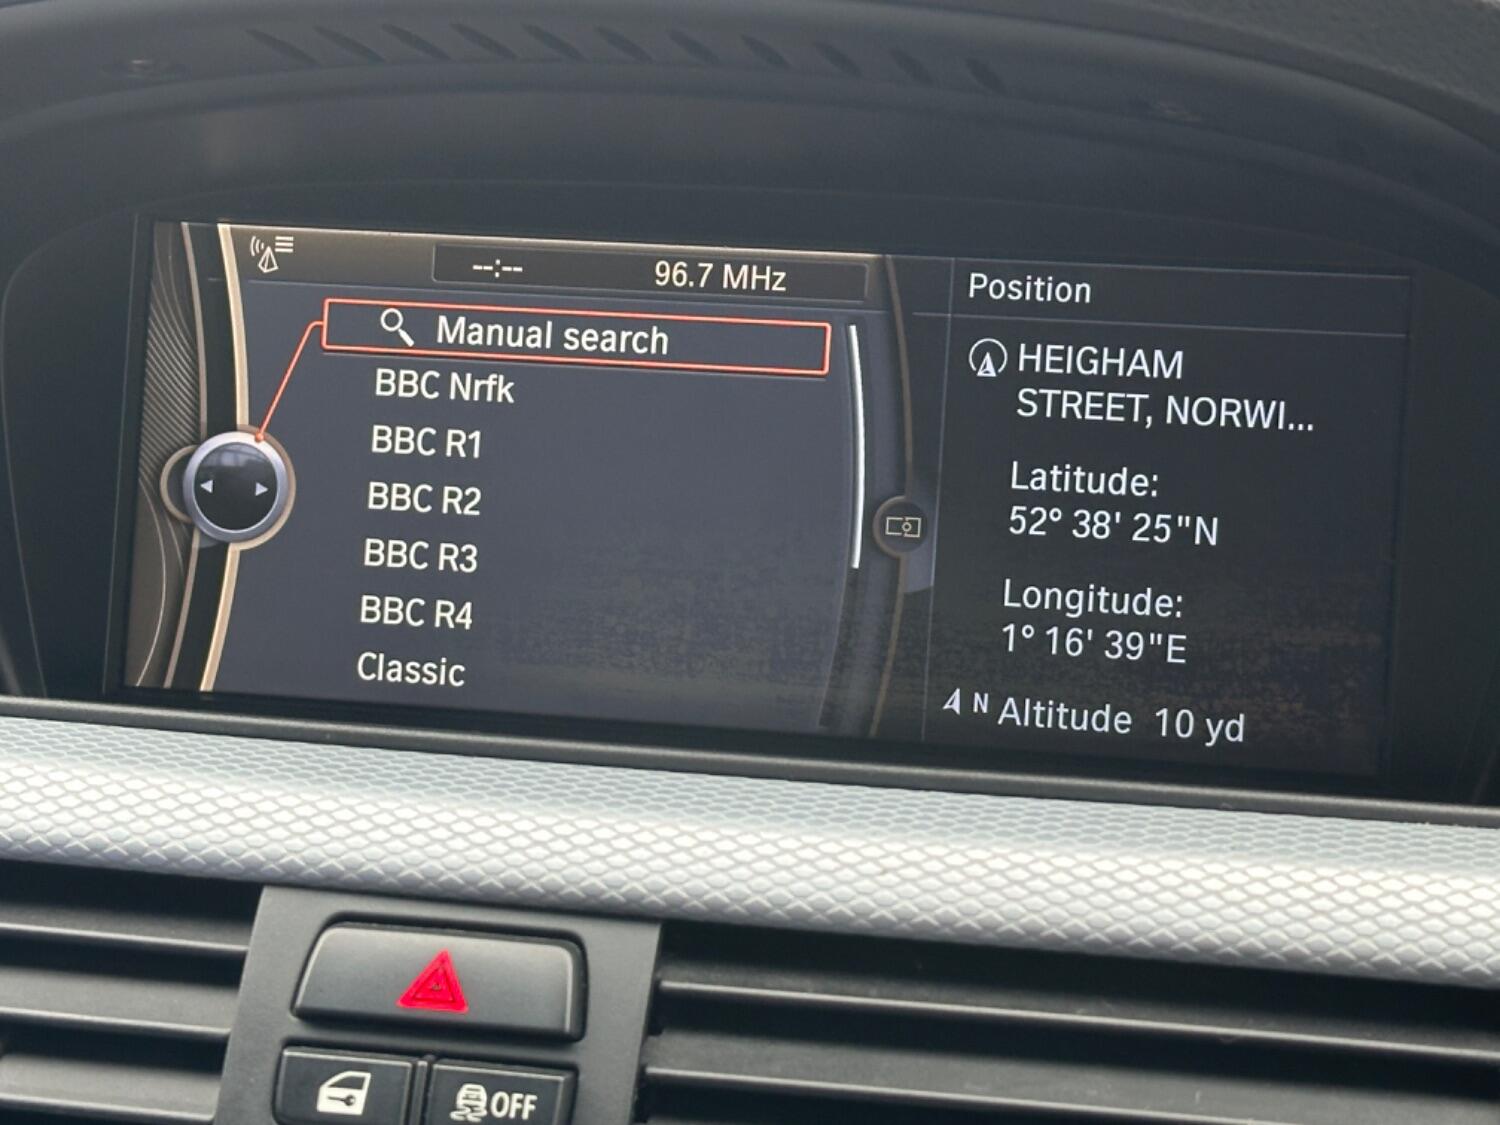 --:-- 96.7 MHz
Manual search
BBC Nrfk
BBC R1
BBC R2
BBC R3
BBC R4
Classic
Position
HEIGHAM
STREET, NORWI...
Latitude:
52° 38' 25"N
Longitude:
1° 16' 39"E
N Altitude 10 yd
OFF